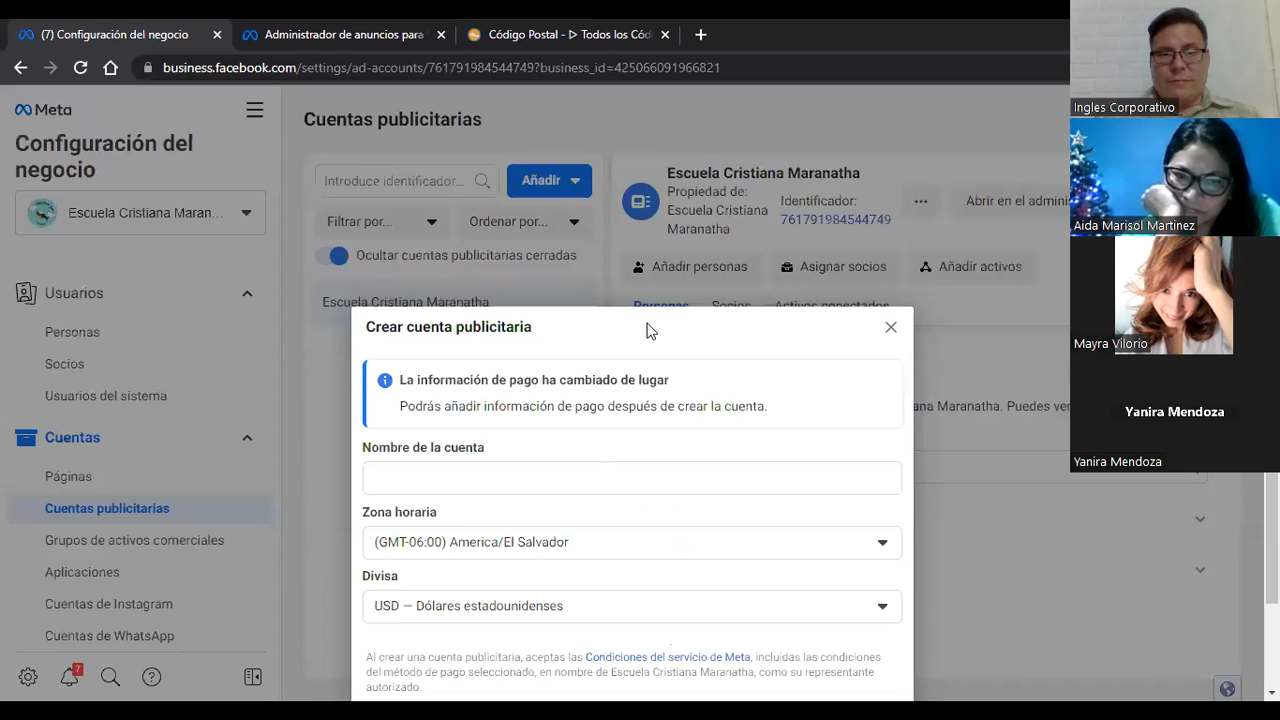 (7) Configuración del negocio
Administrador de anuncios para
Código Postal - ▷ Todos los Cód
business.facebook.com/settings/ad-accounts/761791984544749?business_id=425066091966821
Meta
Configuración del
negocio
Escuela Cristiana Maran...
Usuarios
Personas
Socios
Usuarios del sistema
Cuentas
Páginas
Cuentas publicitarias
Grupos de activos comerciales
Aplicaciones
Cuentas de Instagram
Cuentas de WhatsApp
7
Cuentas publicitarias
Introduce identificador...
Añadir
Filtrar por...
Ordenar por...
Ocultar cuentas publicitarias cerradas
Escuela Cristiana Maranatha
Escuela Cristiana Maranatha
Propiedad de:
Escuela Cristiana
Maranatha
Identificador:
761791984544749
Abrir en el admini
Añadir personas
Asignar socios
Añadir activos
Personas
Socios
Activos conectados
na Maranatha. Puedes ver
Crear cuenta publicitaria
La información de pago ha cambiado de lugar
Podrás añadir información de pago después de crear la cuenta.
Nombre de la cuenta
Zona horaria
(GMT-06:00) America/El Salvador
Divisa
USD — Dólares estadounidenses
Al crear una cuenta publicitaria, aceptas las Condiciones del servicio de Meta, incluidas las condiciones
del método de pago seleccionado, en nombre de Escuela Cristiana Maranatha, como su representante
autorizado.
Ingles Corporativo
Aida Marisol Martinez
Mayra Vilorio
Yanira Mendoza
Yanira Mendoza